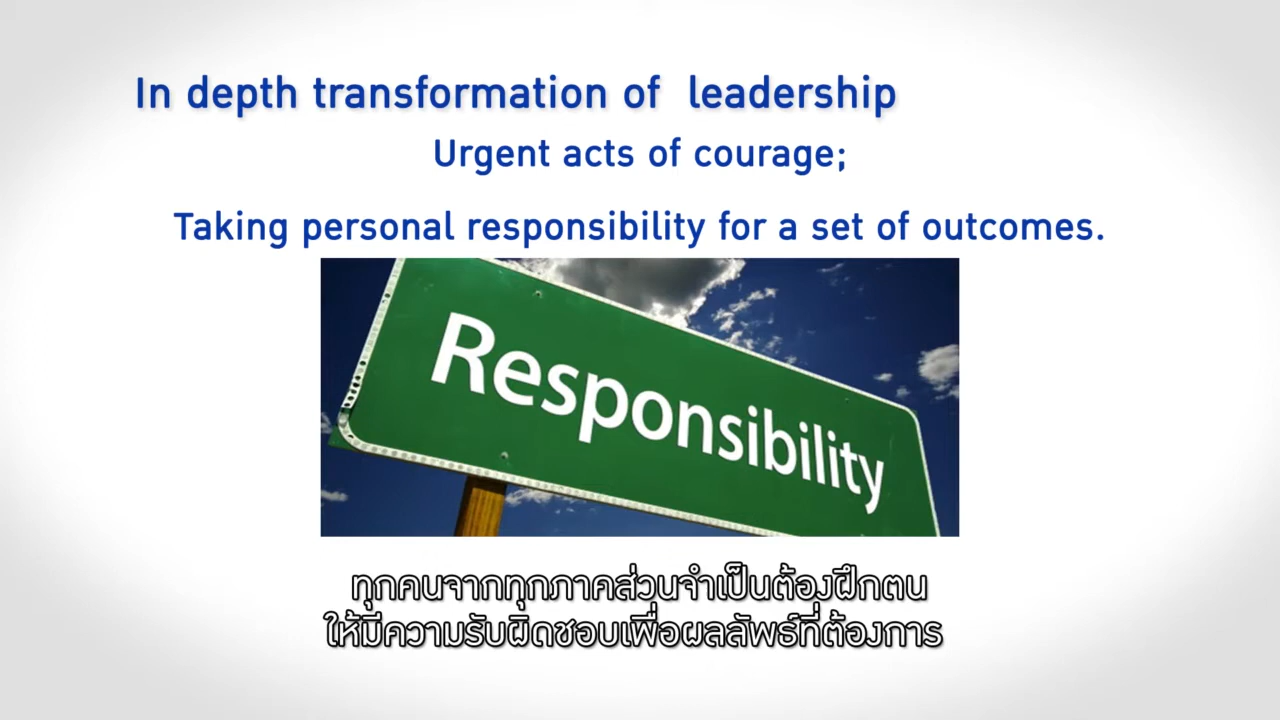 In depth transformation of leadership
Urgent acts of courage;
Taking personal responsibility for a set of outcomes.
Responsibility
ทุกคนจากทุกภาคส่วนจำเป็นต้องฝึกตน
ให้มีความรับผิดชอบเพื่อผลลัพธ์ที่ต้องการ